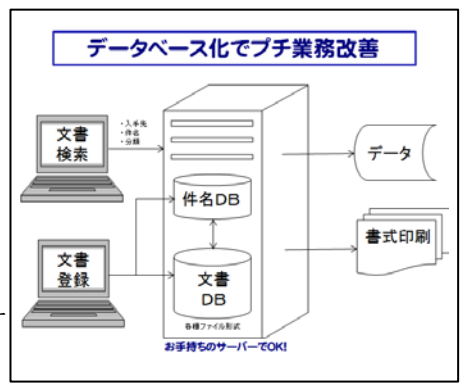 データベース化でプチ業務改善
文書
検索
・入手先
・件名
・分類
件名DB
データ
書式印刷
文書
登録
文書
DB
各種ファイル形式
お手持ちのサーバーでOK!